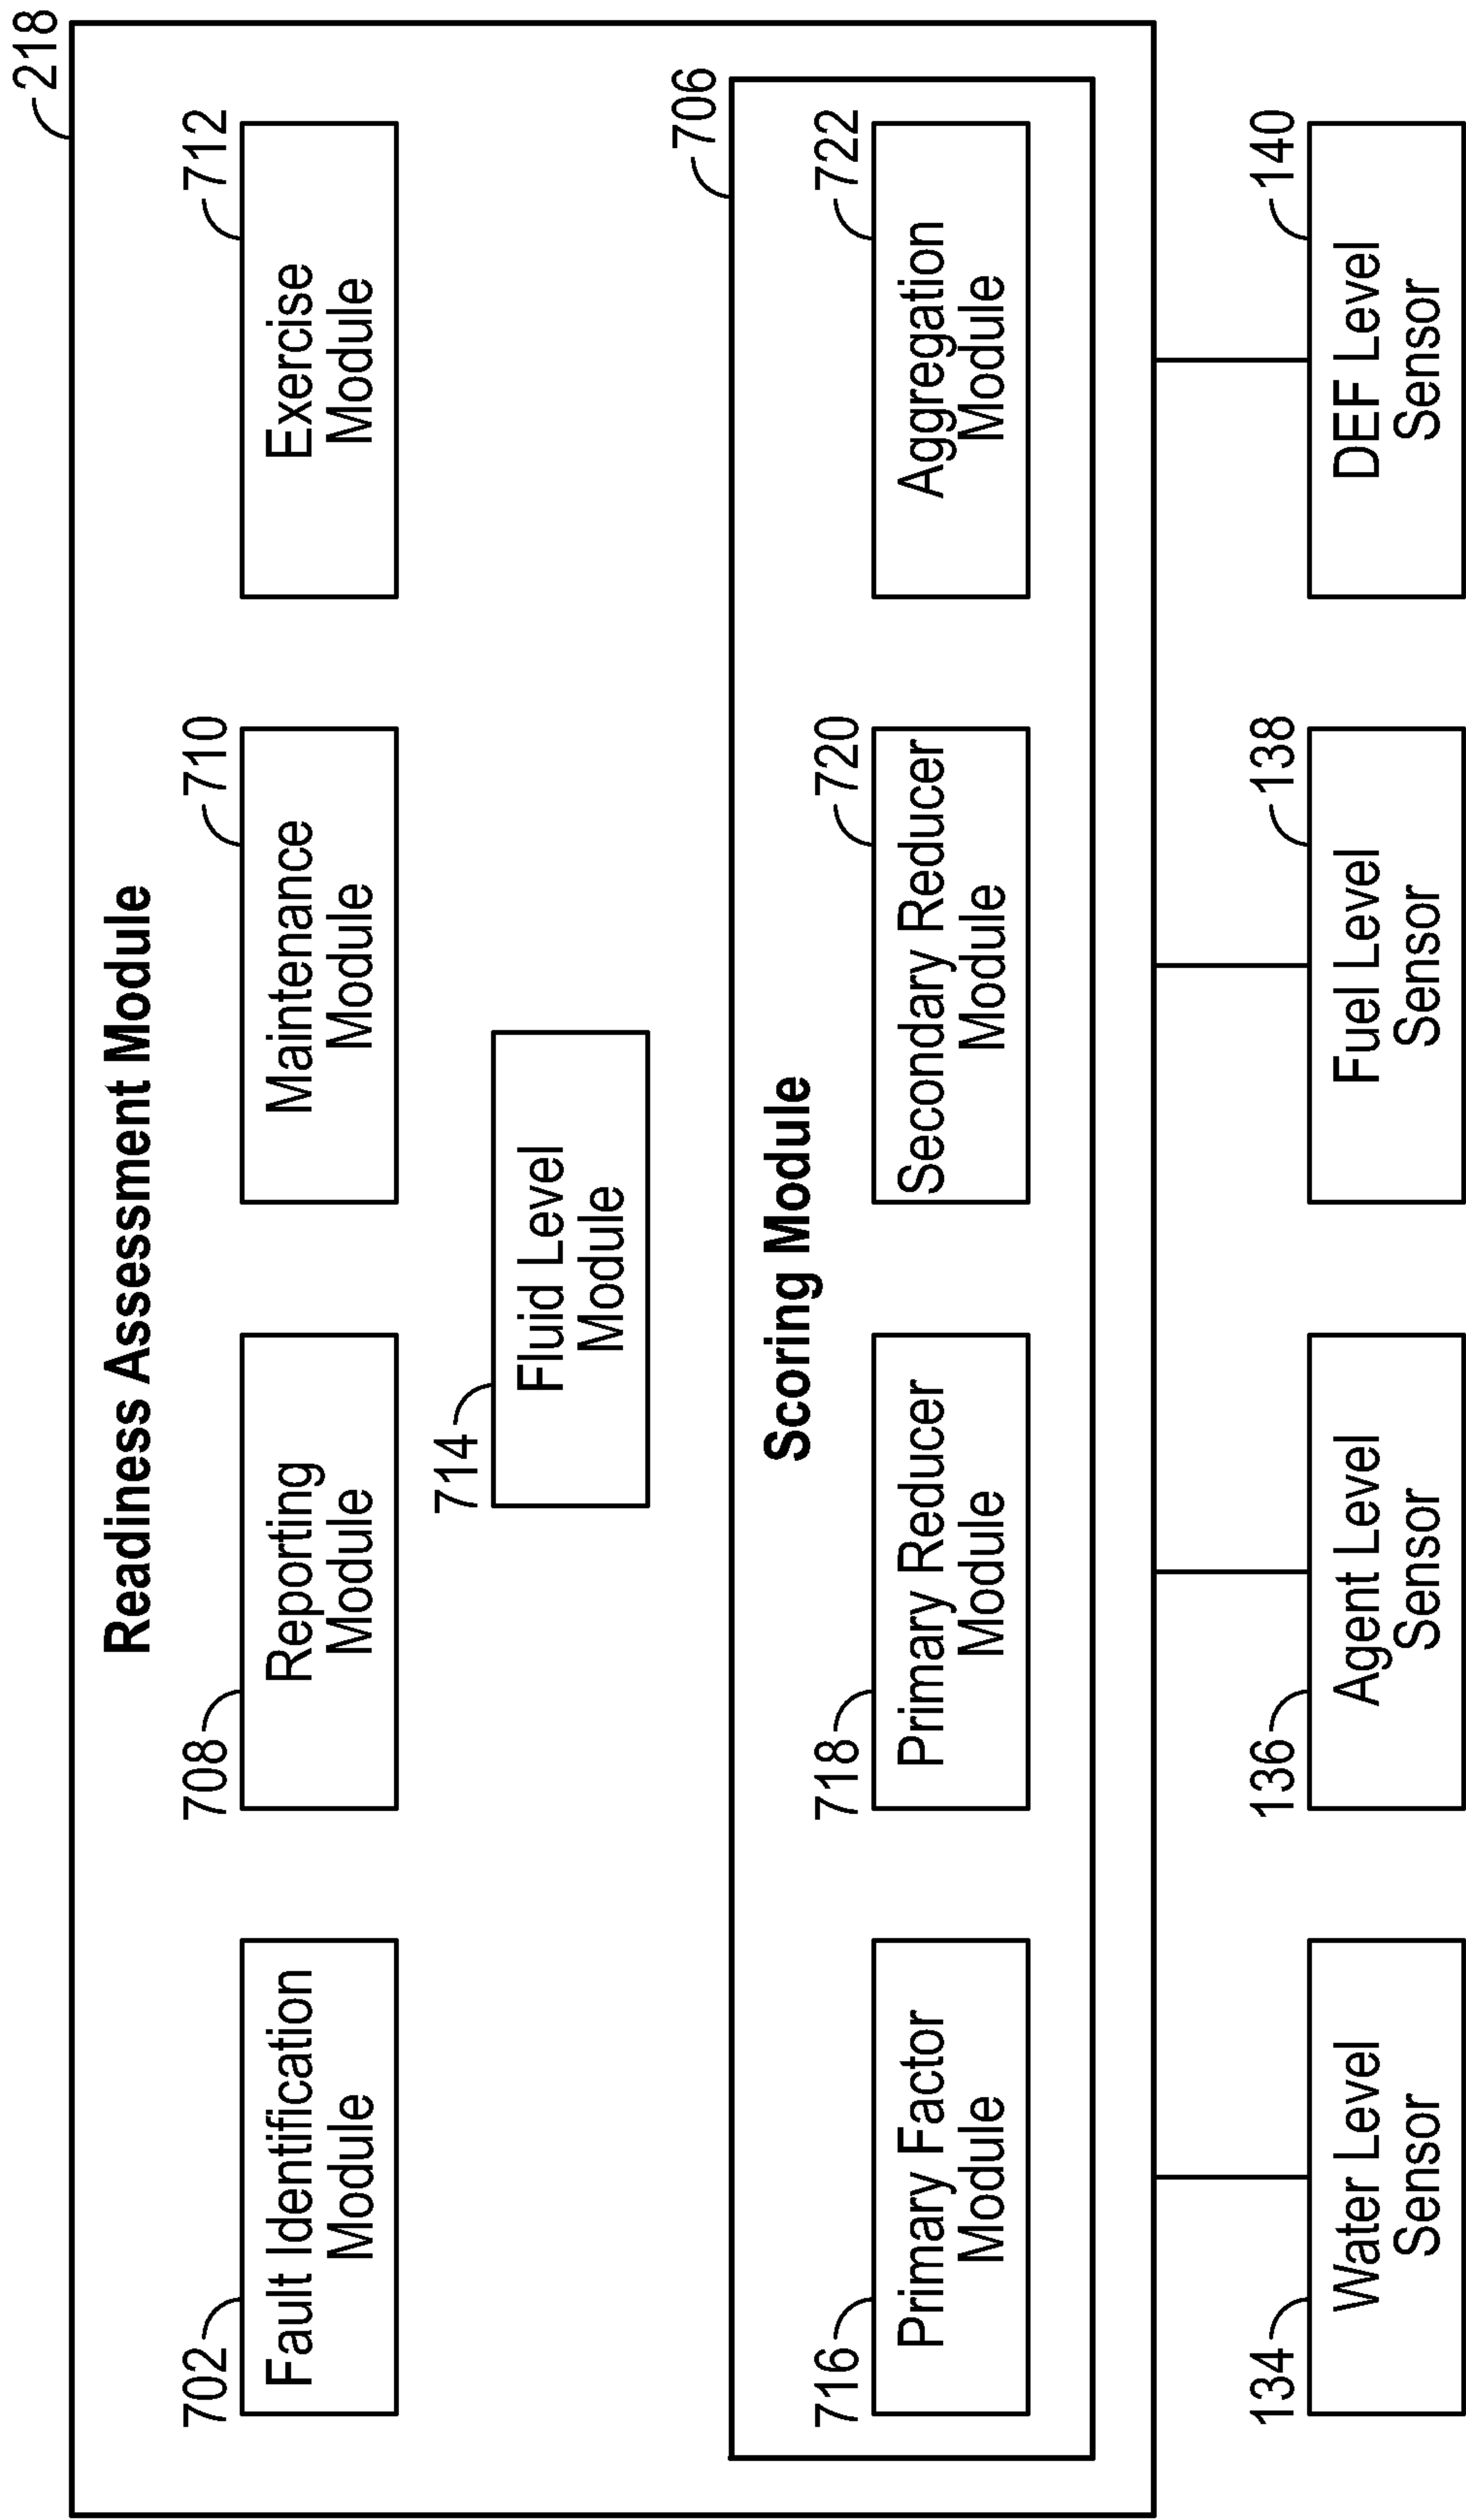 218
Readiness Assessment Module
702
Fault Identification
Module
708
Reporting
Module
710
Maintenance
Module
712
Exercise
Module
714
Fluid Level
Module
706
Scoring Module
716
Primary Factor
Module
718
Primary Reducer
Module
720
Secondary Reducer
Module
722
Aggregation
Module
134
Water Level
Sensor
136
Agent Level
Sensor
138
Fuel Level
Sensor
140
DEF Level
Sensor